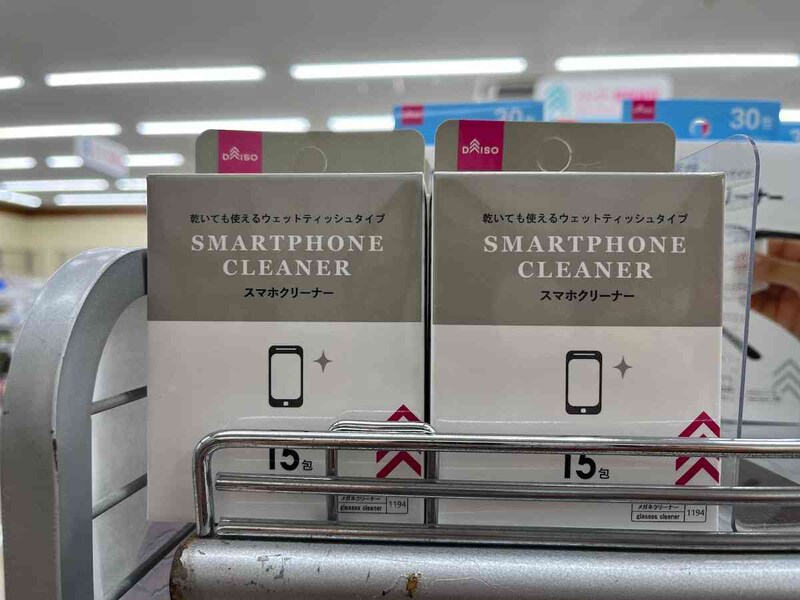 DAISO
乾いても使えるウェットティッシュタイプ
SMARTPHONE
CLEANER
スマホクリーナー
15包
メガネクリーナー
glasses cleaner
1194
DAISO
乾いても使えるウェットティッシュタイプ
SMARTPHONE
CLEANER
スマホクリーナー
15包
メガネクリーナー
glasses cleaner
1194
30
30包